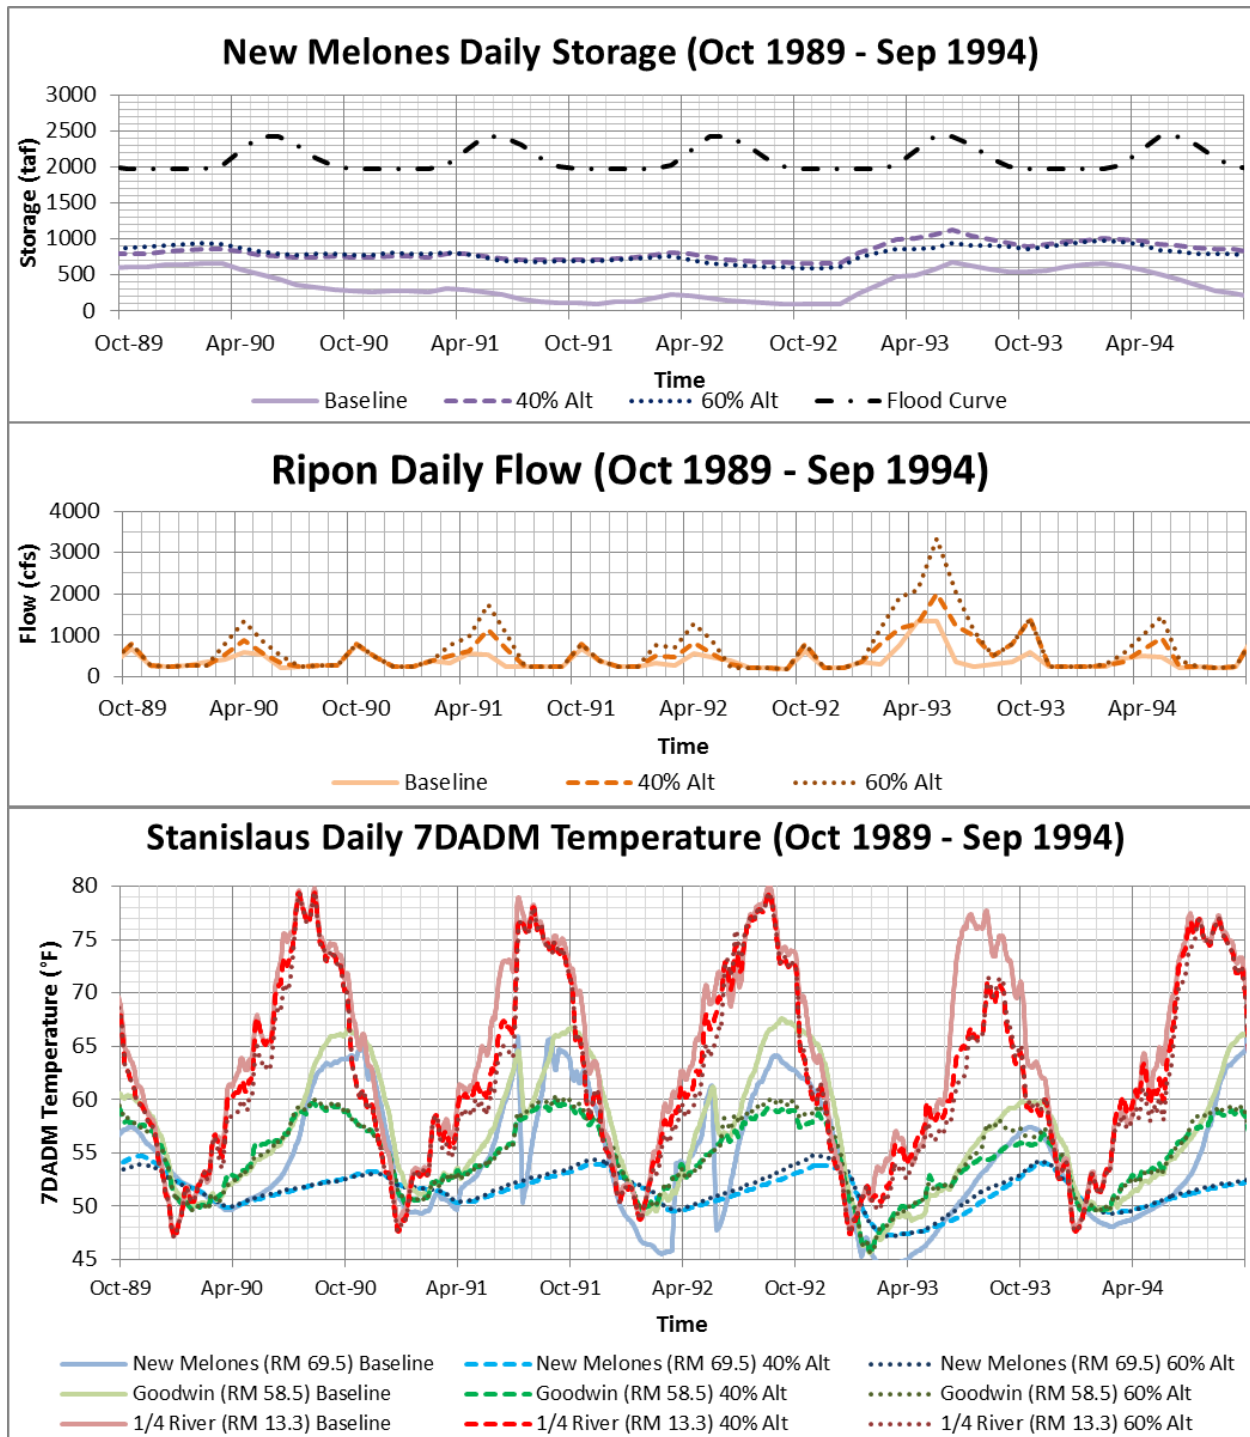 New Melones Daily Storage (Oct 1989 - Sep 1994)
Storage (taf)
3000
2500
2000
1500
1000
500
0
Oct-89 Apr-90 Oct-90 Apr-91 Oct-91 Apr-92 Oct-92 Apr-93 Oct-93 Apr-94
Time
Baseline 40% Alt 60% Alt Flood Curve
Ripon Daily Flow (Oct 1989 - Sep 1994)
Flow (cfs)
4000
3000
2000
1000
0
Oct-89 Apr-90 Oct-90 Apr-91 Oct-91 Apr-92 Oct-92 Apr-93 Oct-93 Apr-94
Time
Baseline 40% Alt 60% Alt
Stanislaus Daily 7DADM Temperature (Oct 1989 - Sep 1994)
7DADM Temperature (°F)
80
75
70
65
60
55
50
45
Oct-89 Apr-90 Oct-90 Apr-91 Oct-91 Apr-92 Oct-92 Apr-93 Oct-93 Apr-94
Time
New Melones (RM 69.5) Baseline New Melones (RM 69.5) 40% Alt New Melones (RM 69.5) 60% Alt
Goodwin (RM 58.5) Baseline Goodwin (RM 58.5) 40% Alt Goodwin (RM 58.5) 60% Alt
1/4 River (RM 13.3) Baseline 1/4 River (RM 13.3) 40% Alt 1/4 River (RM 13.3) 60% Alt